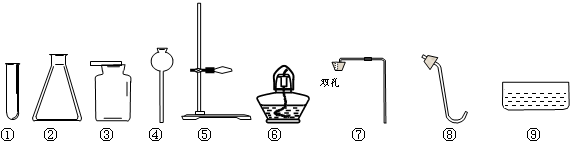 双孔
① ② ③ ④ ⑤ ⑥ ⑦ ⑧ ⑨